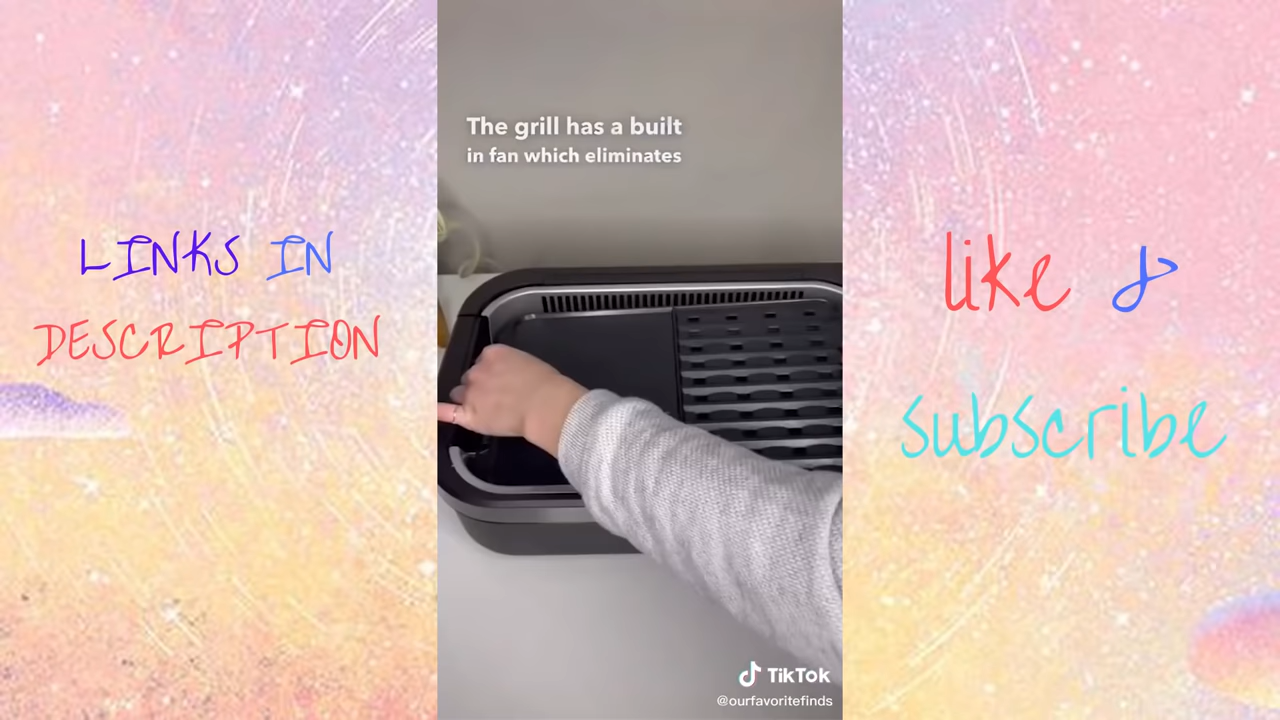 LINKS IN
DESCRIPTION
The grill has a built
in fan which eliminates
TikTok
@ourfavoritefinds
like &
subscribe